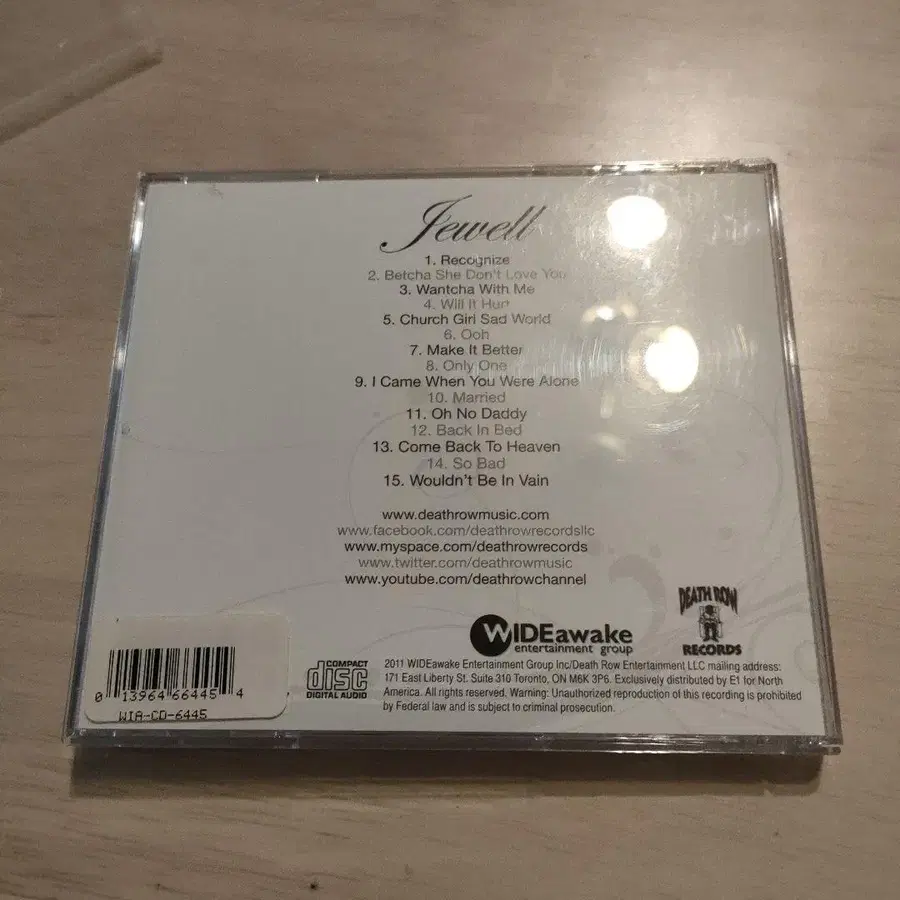 Jewell
1. Recognize
2. Betcha She Don't Love You
3. Wantcha With Me
4. Will It Hurt
5. Church Girl Sad World
6. Ooh
7. Make It Better
8. Only One
9. I Came When You Were Alone
10. Married
11. Oh No Daddy
12. Back In Bed
13. Come Back To Heaven
14. So Bad
15. Wouldn't Be In Vain
www.deathrowmusic.com
www.facebook.com/deathrowrecordsllc
www.myspace.com/deathrowrecords
www.twitter.com/deathrowmusic
www.youtube.com/deathrowchannel
WIDEawake
entertainment group
DEATH ROW
RECORDS
0 13964 66445 4
WIA-CD-6445
COMPACT
disc
DIGITAL AUDIO
2011 WIDEawake Entertainment Group Inc/Death Row Entertainment LLC mailing address:
171 East Liberty St. Suite 310 Toronto, ON M6K 3P6. Exclusively distributed by E1 for North
America. All rights reserved. Warning: Unauthorized reproduction of this recording is prohibited
by Federal law and is subject to criminal prosecution.